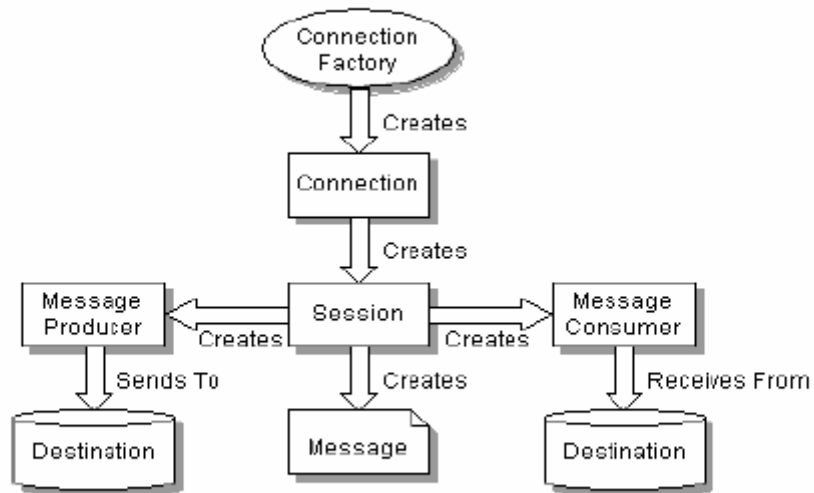 Connection
Factory
Creates
Connection
Creates
Message
Producer
Creates
Session
Creates
Message
Consumer
Sends To
Creates
Receives From
Destination
Message
Destination